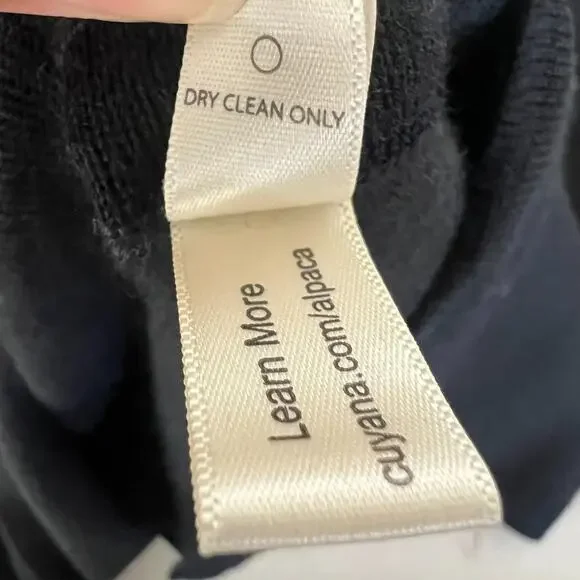 DRY CLEAN ONLY
Learn More
cuyana.com/alpaca